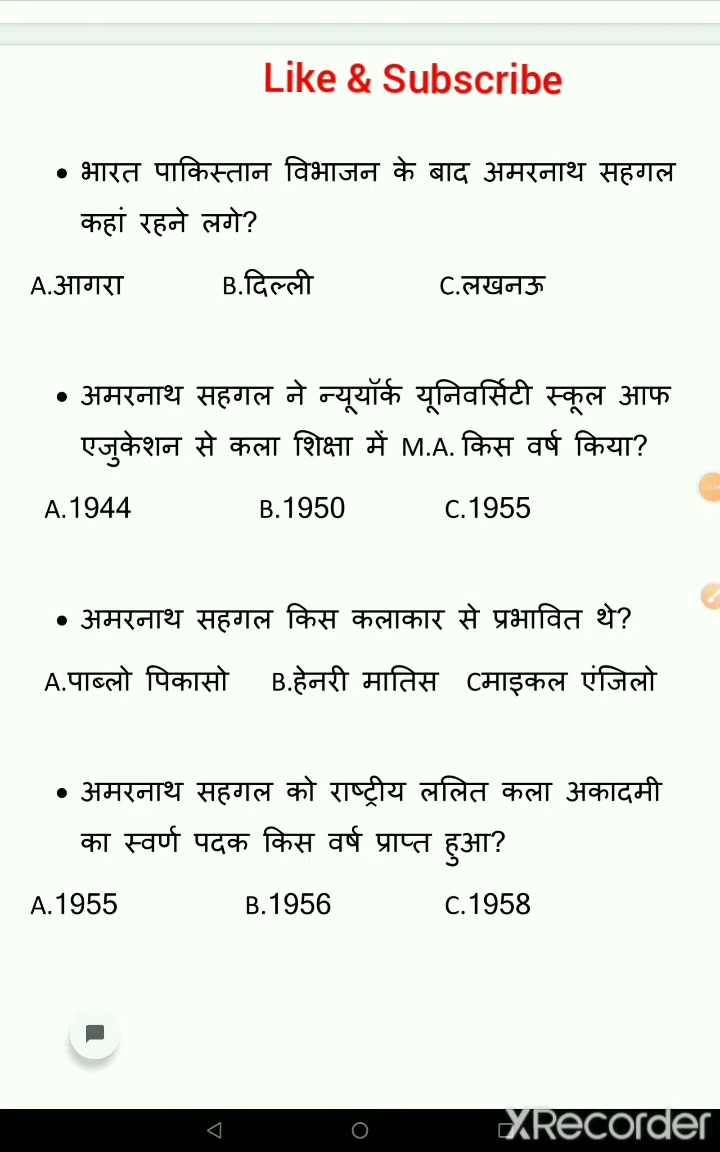 Like & Subscribe
• भारत पाकिस्तान विभाजन के बाद अमरनाथ सहगल
कहां रहने लगे?
A.आगरा B.दिल्ली C.लखनऊ
• अमरनाथ सहगल ने न्यूयॉर्क यूनिवर्सिटी स्कूल आफ
एजुकेशन से कला शिक्षा में M.A. किस वर्ष किया?
A.1944 B.1950 C.1955
• अमरनाथ सहगल किस कलाकार से प्रभावित थे?
A.पाब्लो पिकासो B.हेनरी मातिस Cमाइकल एंजिलो
• अमरनाथ सहगल को राष्ट्रीय ललित कला अकादमी
का स्वर्ण पदक किस वर्ष प्राप्त हुआ?
A.1955 B.1956 C.1958
XRecorder